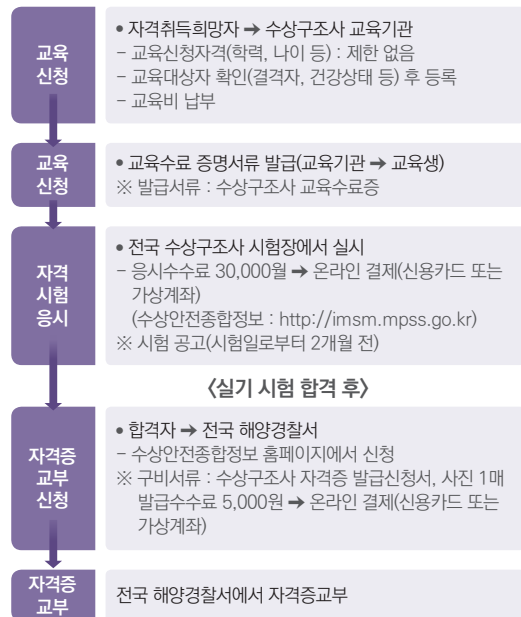 교육
신청
• 자격취득희망자 → 수상구조사 교육기관
- 교육신청자격(학력, 나이 등) : 제한 없음
- 교육대상자 확인(결격자, 건강상태 등) 후 등록
- 교육비 납부
교육
신청
• 교육수료 증명서류 발급(교육기관 → 교육생)
※ 발급서류 : 수상구조사 교육수료증
자격
시험
응시
• 전국 수상구조사 시험장에서 실시
- 응시수수료 30,000월 → 온라인 결제(신용카드 또는
가상계좌)
(수상안전종합정보 : http://imsm.mpss.go.kr)
※ 시험 공고(시험일로부터 2개월 전)
〈실기 시험 합격 후〉
자격증
교부
신청
• 합격자 → 전국 해양경찰서
- 수상안전종합정보 홈페이지에서 신청
※ 구비서류 : 수상구조사 자격증 발급신청서, 사진 1매
발급수수료 5,000원 → 온라인 결제(신용카드 또는
가상계좌)
자격증
교부
전국 해양경찰서에서 자격증교부